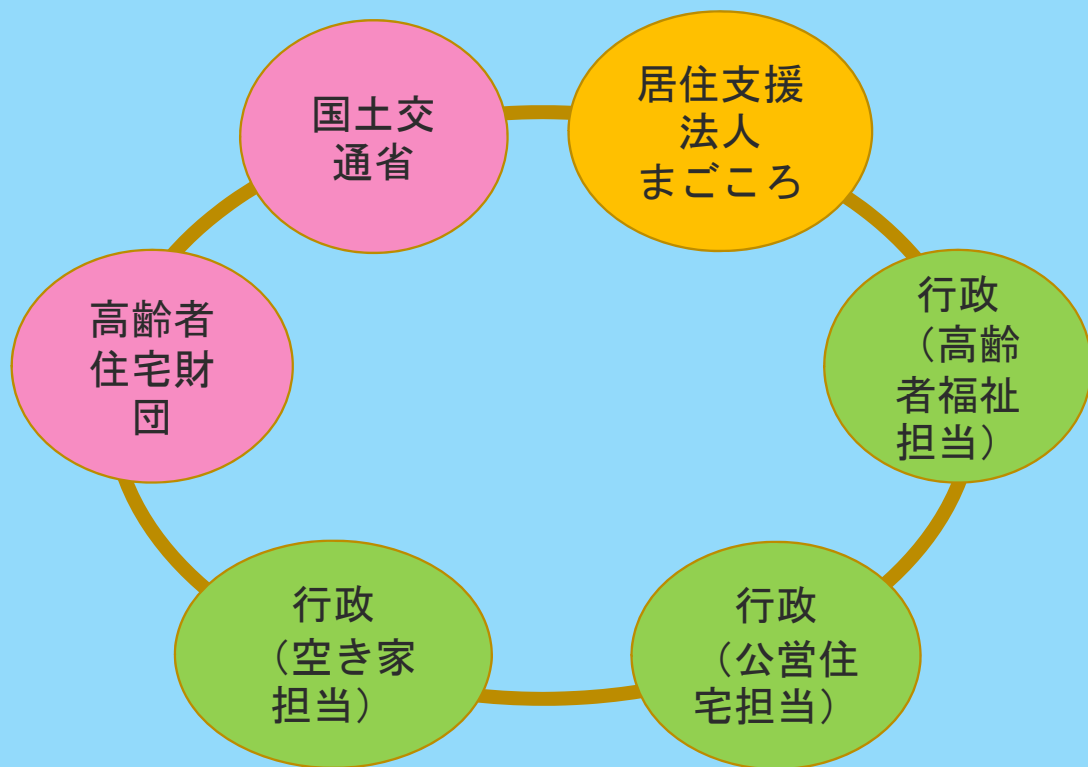 国土交
通省
居住支援
法人
まごころ
行政
（高齢
者福祉
担当）
行政
（公営住
宅担当）
行政
（空き家
担当）
高齢者
住宅財
団